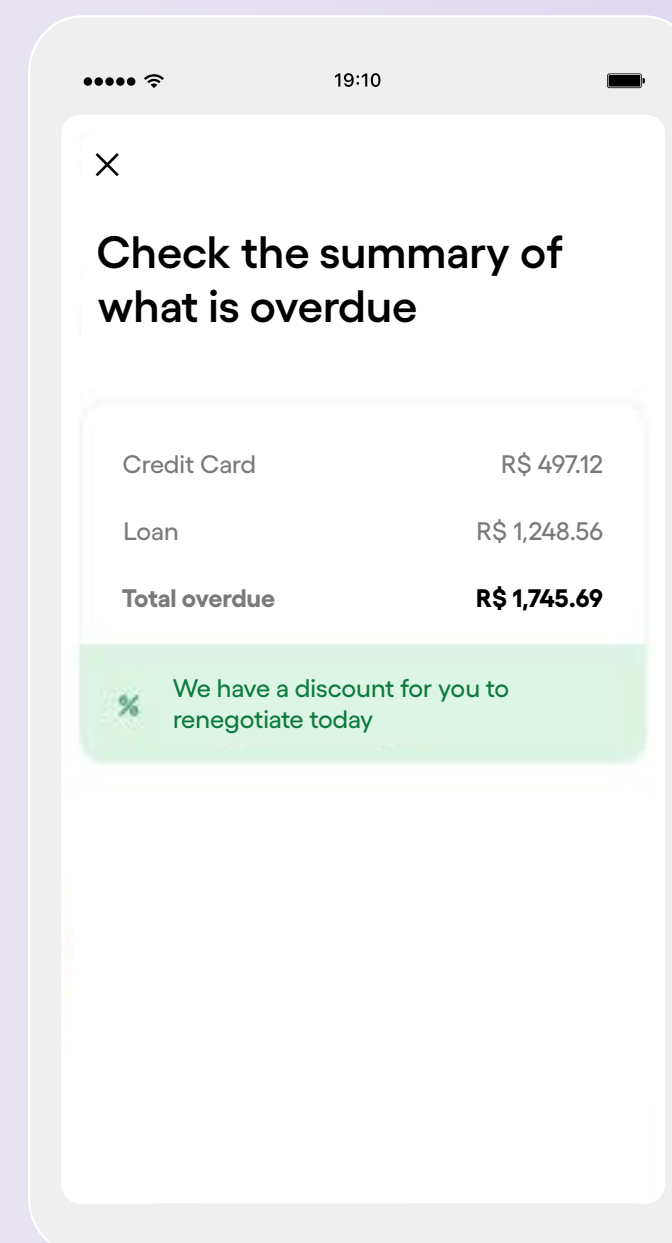 19:10
Check the summary of
what is overdue
Credit Card R$ 497.12
Loan R$ 1,248.56
Total overdue R$ 1,745.69
% We have a discount for you to
renegotiate today